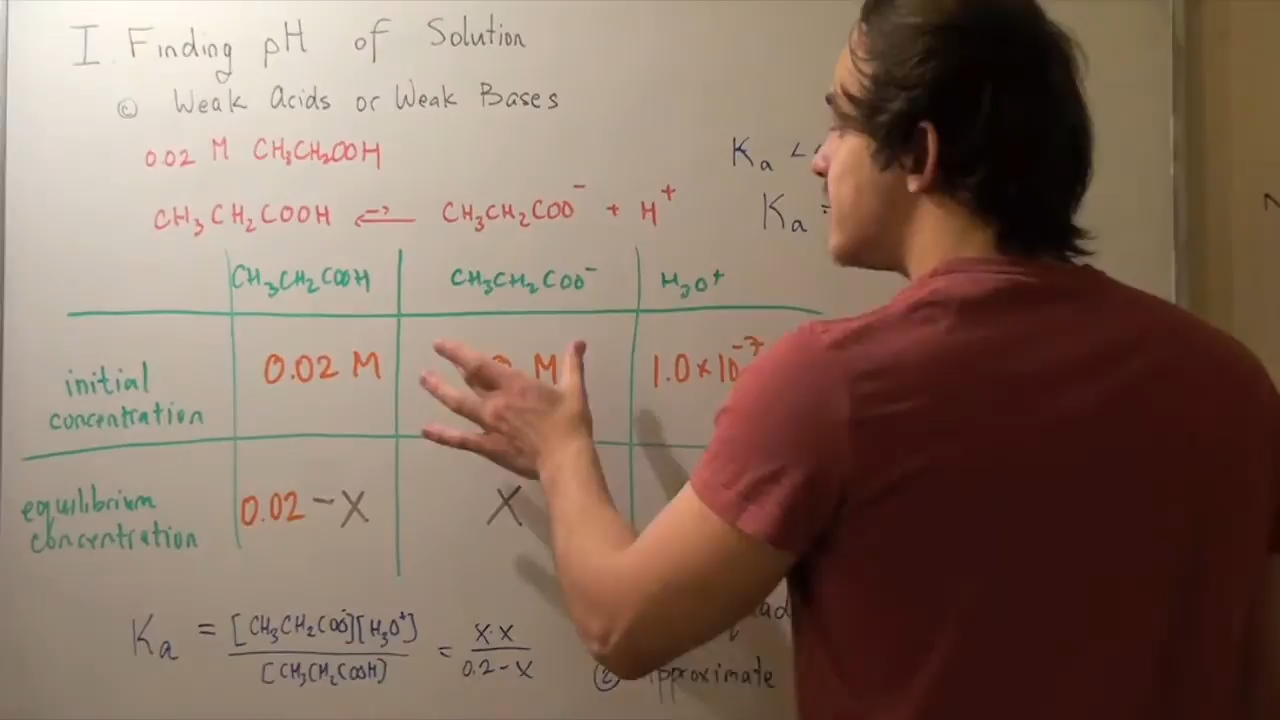 I. Finding pH of Solution
© Weak Acids or Weak Bases
0.02 M CH3CH2COOH
Ka <
CH3CH2COOH ⇌ CH3CH2COO⁻ + H⁺
Ka =
CH3CH2COOH CH3CH2COO⁻ H3O⁺
initial concentration
0.02 M M 1.0×10⁻⁷
equilibrium concentration
0.02 - X X
Ka = [CH3CH2COO⁻][H3O⁺] / [CH3CH2COOH] = X·X / 0.2-X
② Approximate